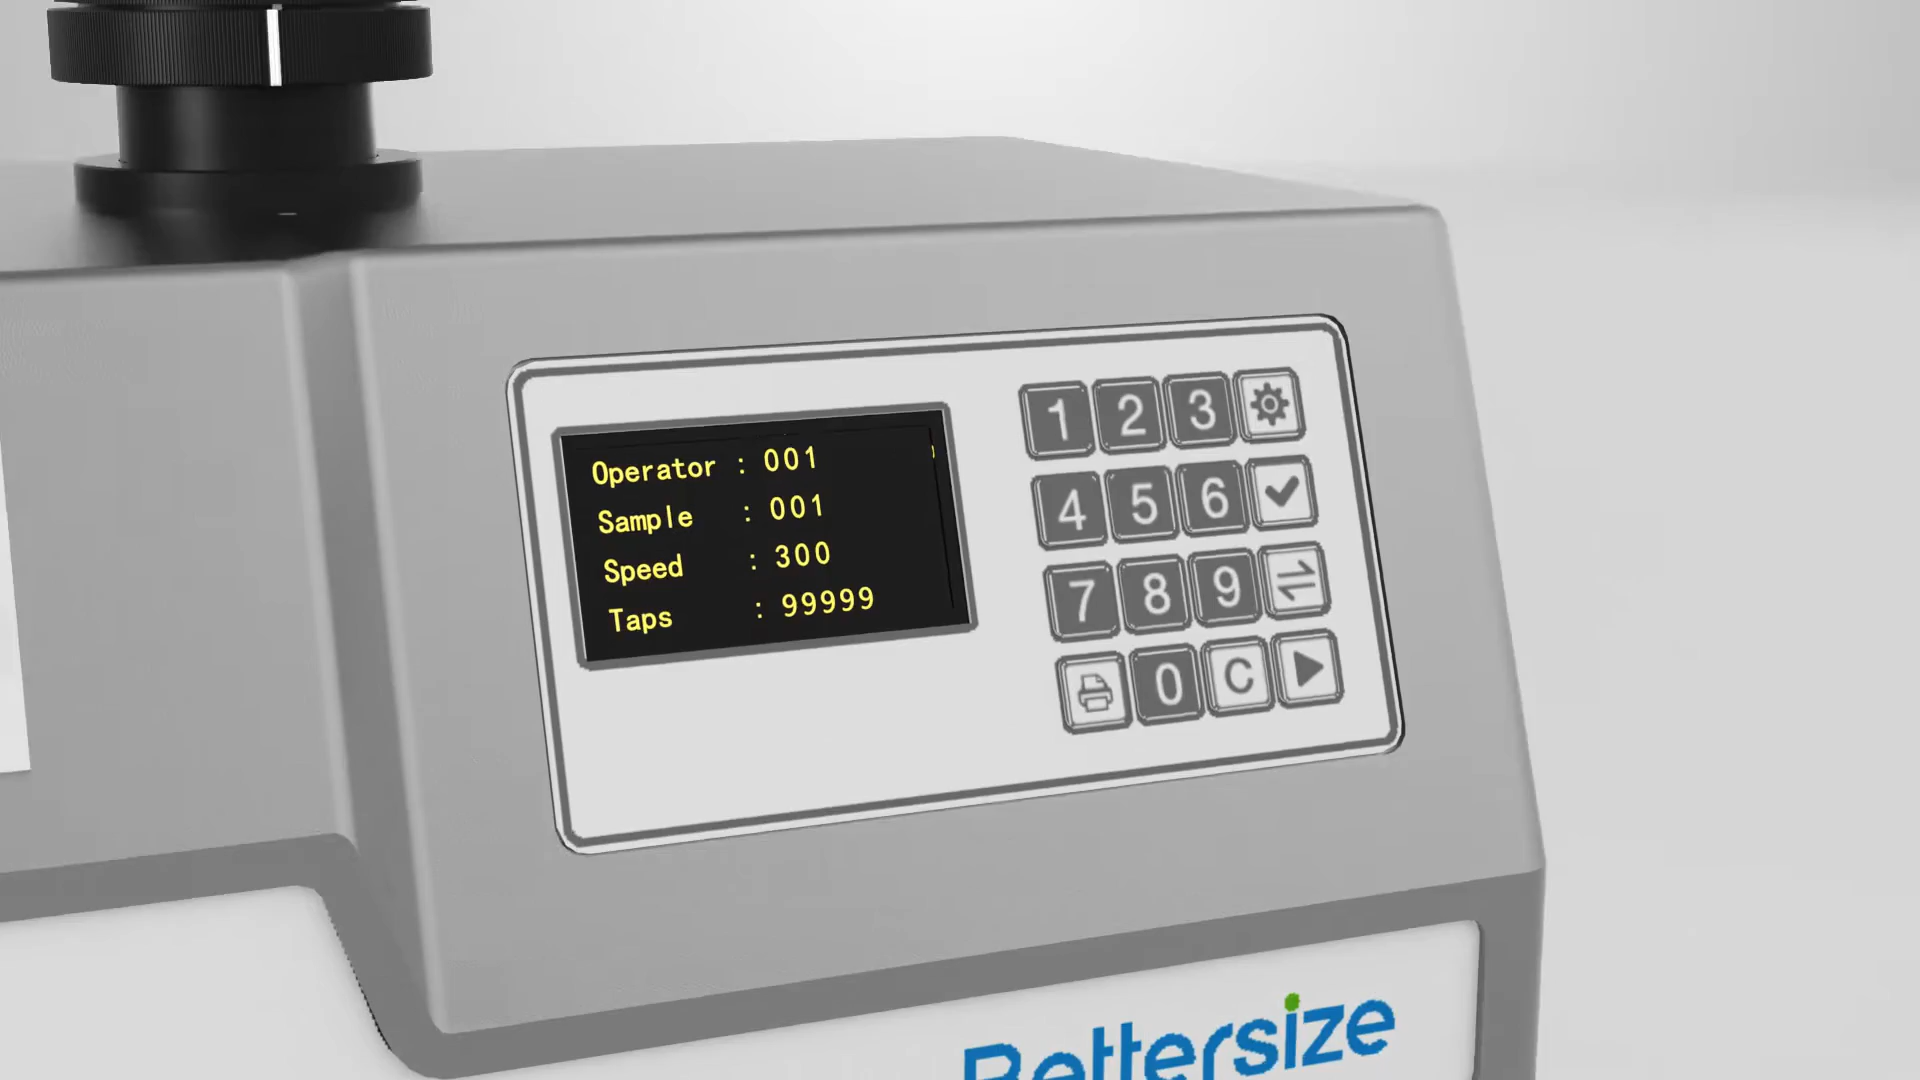 Operator : 001
Sample : 001
Speed : 300
Taps : 99999
1 2 3
4 5 6
7 8 9
0 C
Bettersize